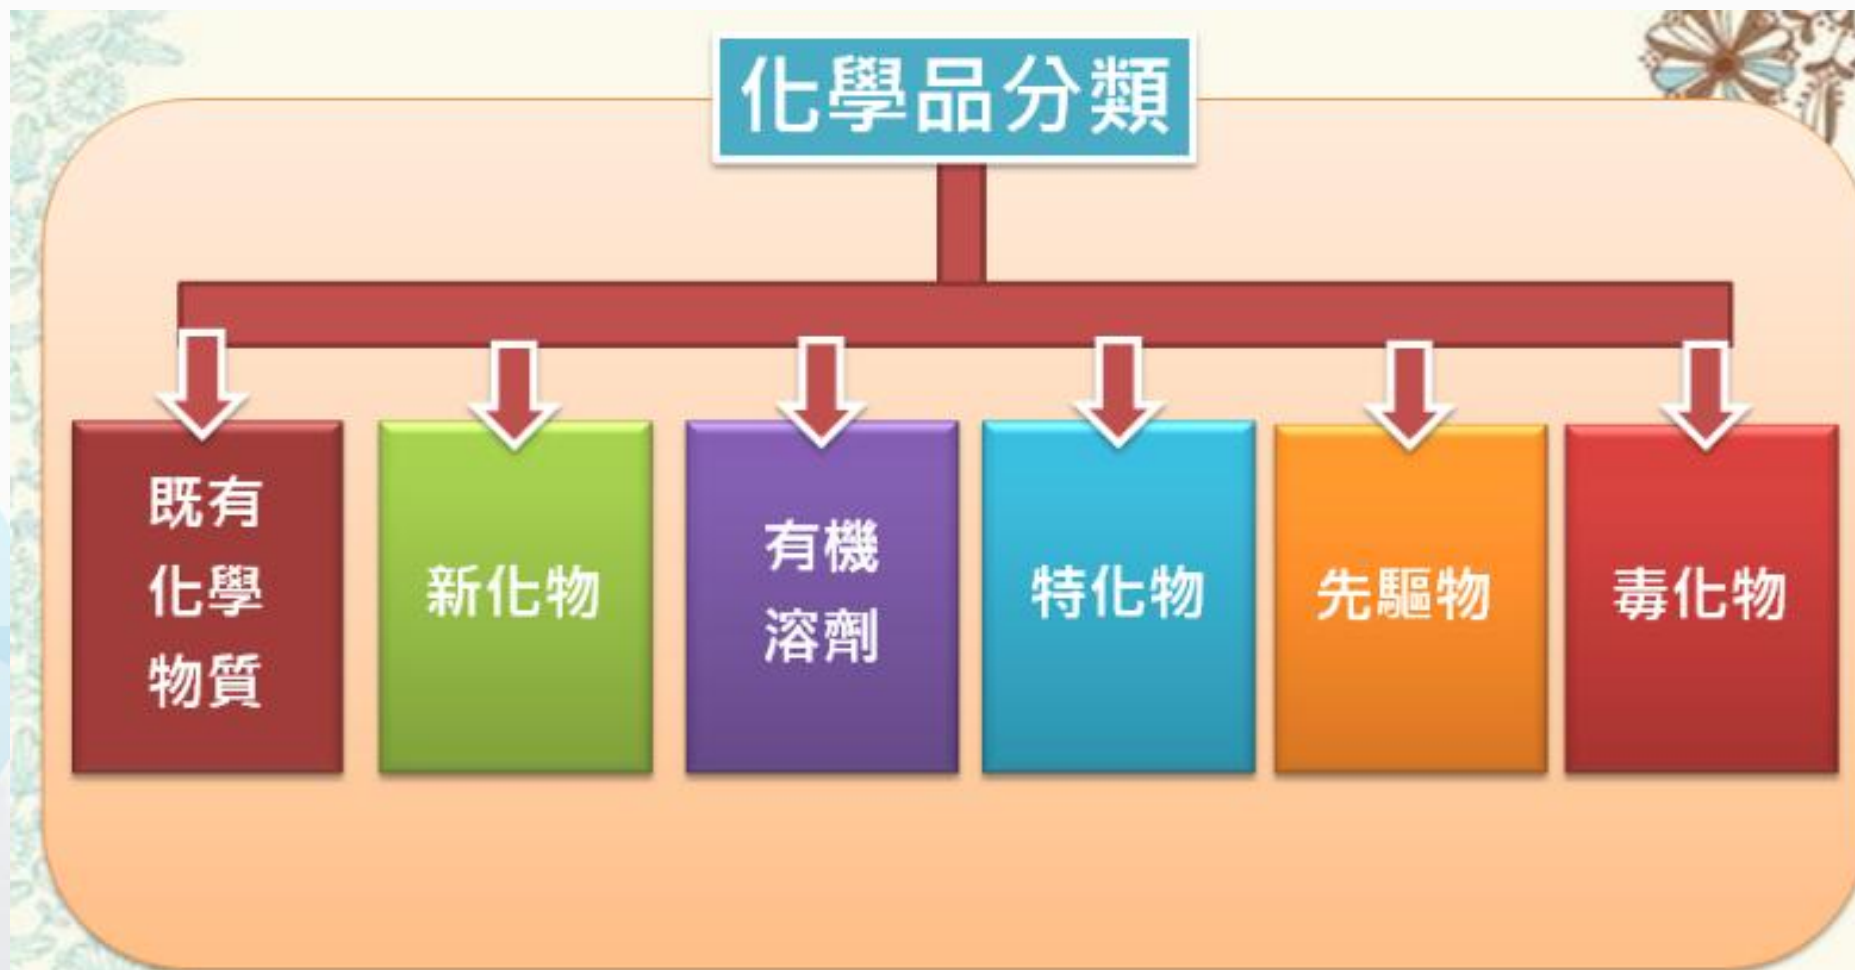 化學品分類
既有
化學
物質
新化物
有機
溶劑
特化物
先驅物
毒化物